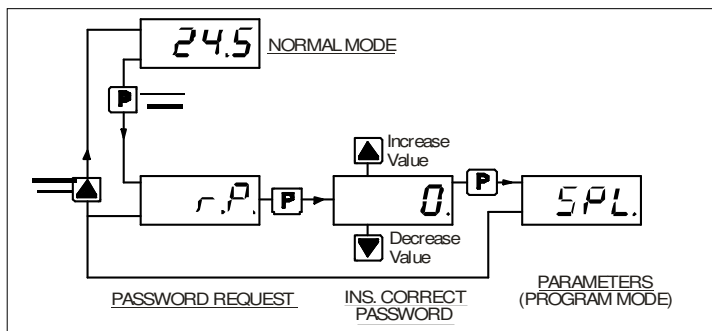 24.5 NORMAL MODE
P
Increase
Value
r.P. P 0. P SPL.
Decrease
Value
PASSWORD REQUEST
INS. CORRECT
PASSWORD
PARAMETERS
(PROGRAM MODE)